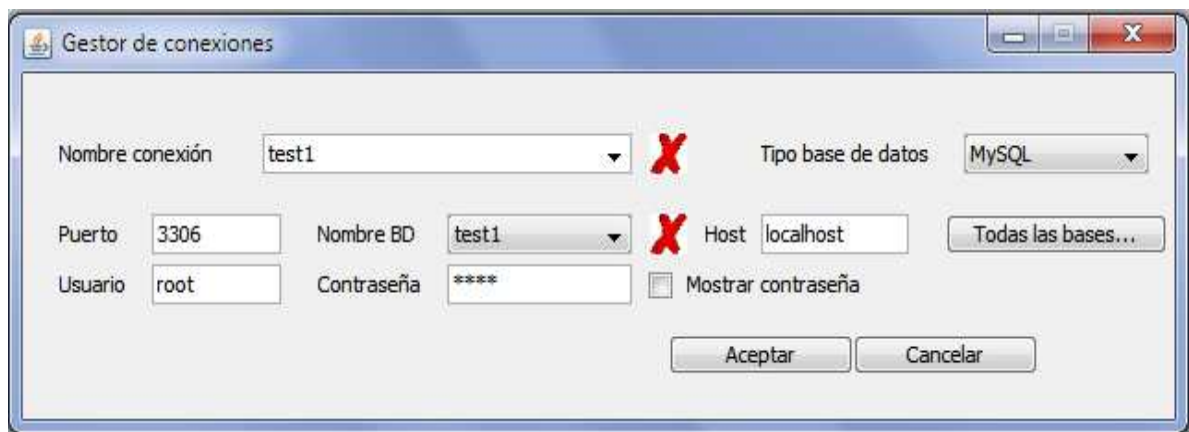 Gestor de conexiones
Nombre conexión test1 Tipo base de datos MySQL
Puerto 3306 Nombre BD test1 Host localhost Todas las bases...
Usuario root Contraseña **** Mostrar contraseña
Aceptar Cancelar